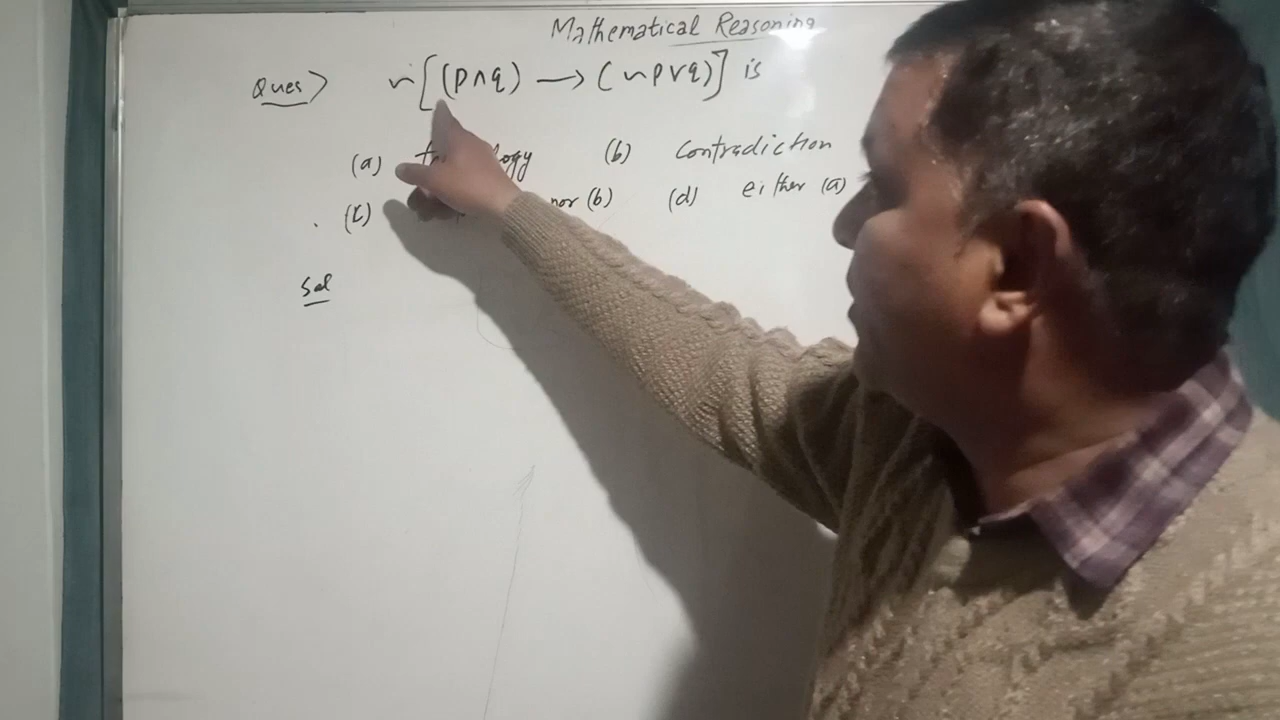 Mathematical Reasoning
Ques) ~[(p∧q) → (~p∨q)] is
(a) (b) contradiction
(c) nor (b) (d) either (a)
Sol